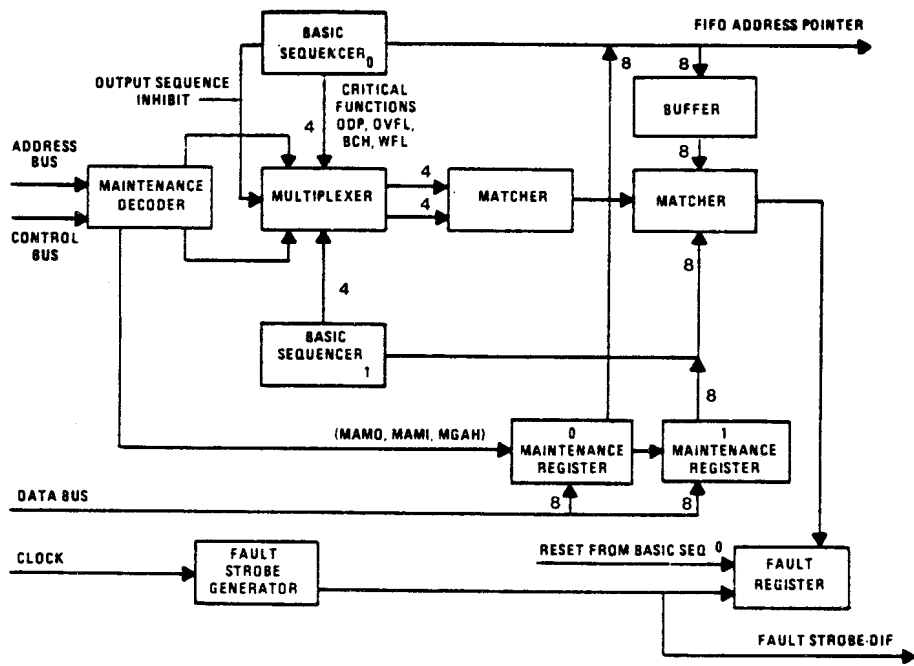 BASIC
SEQUEKCER 0
FIFO ADDRESS POINTER
8
8
OUTPUT SEQUENCE
INHIBIT
CRITICAL
FUNCTIONS
ODP, OVFL,
BCH, WFL
4
BUFFER
8
ADDRESS
BUS
MAINTENANCE
DECODER
MULTIPLEXER
4
4
MATCHER
MATCHER
CONTROL
BUS
8
4
BASIC
SEQUENCER
1
8
(MAMO, MAMI, MGAH)
0
MAINTENANCE
REGISTER
1
MAINTENANCE
REGISTER
DATA BUS
8
8
CLOCK
FAULT
STROBE
GENERATOR
RESET FROM BASIC SEQ 0
FAULT
REGISTER
FAULT STROBE-DIF